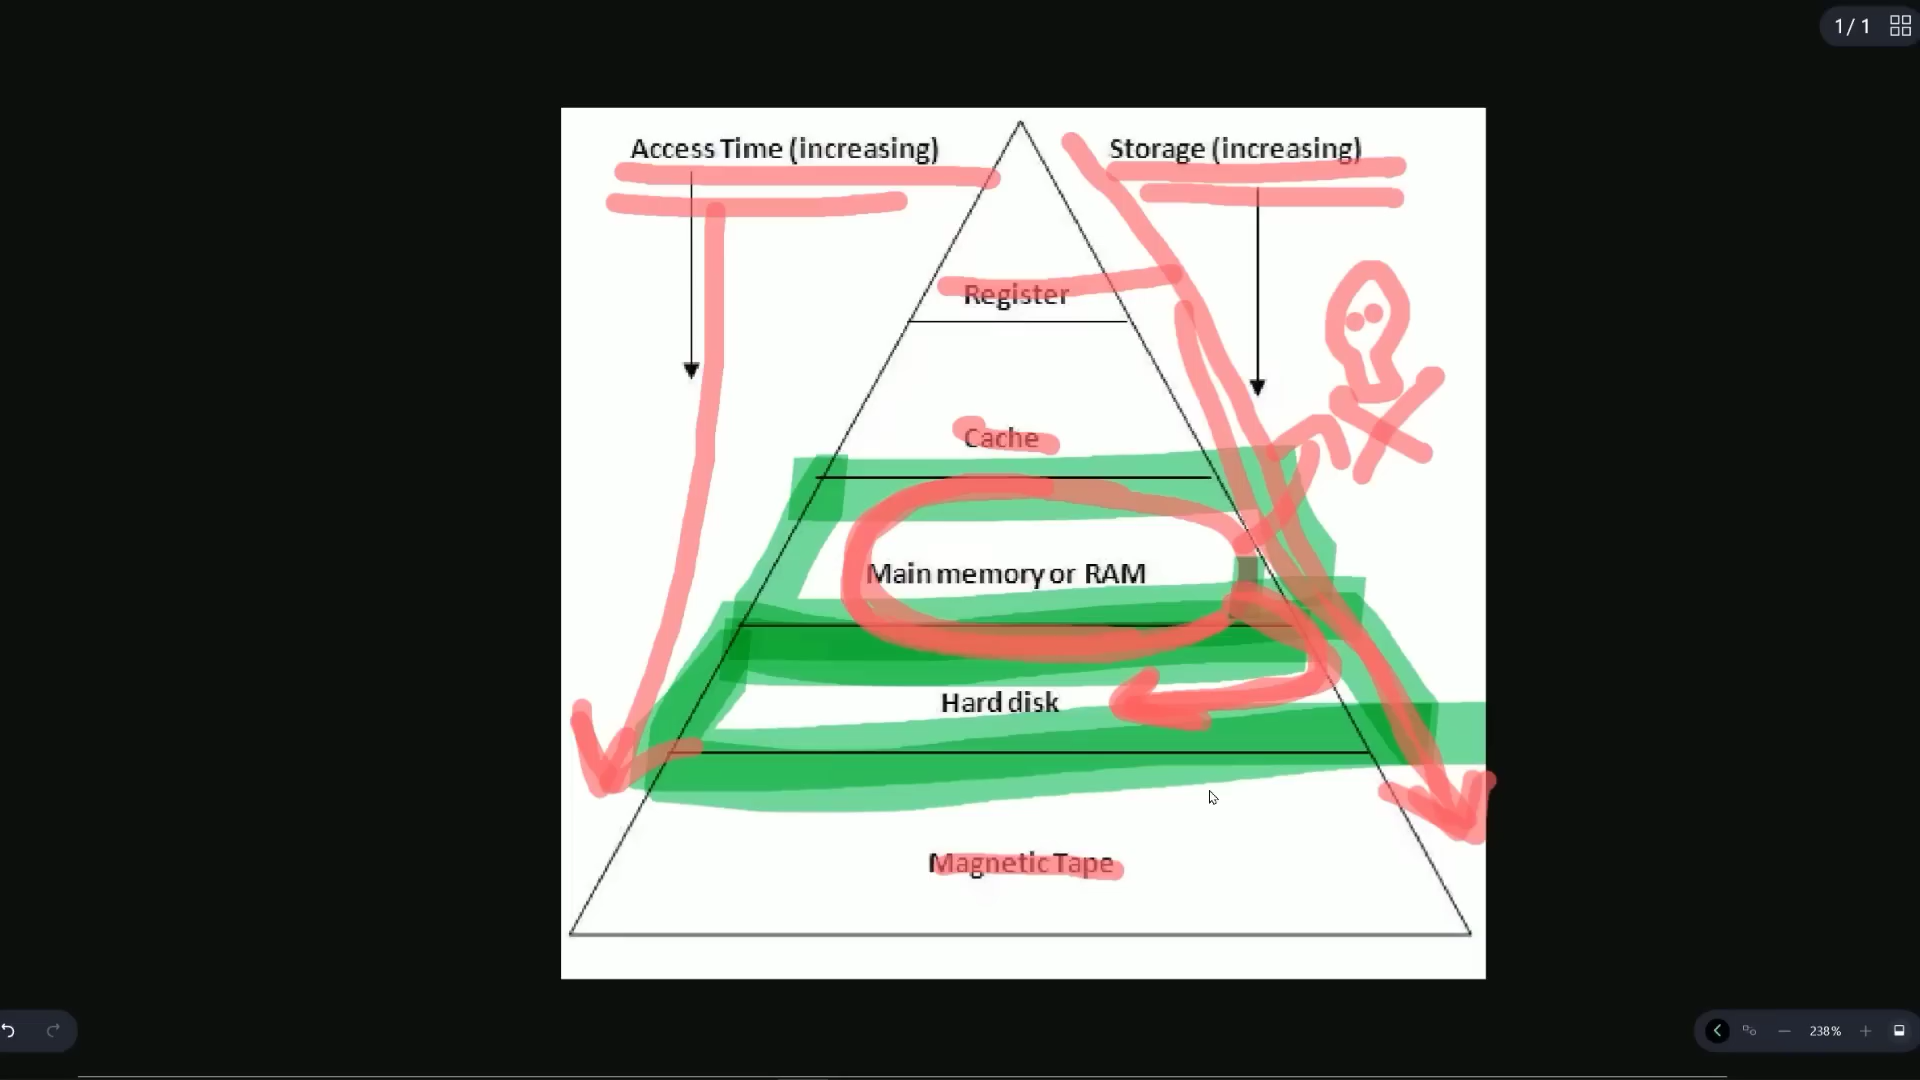 1/ 1
Access Time (increasing)
Storage (increasing)
Register
Cache
Main memory or RAM
Hard disk
Magnetic Tape
238%